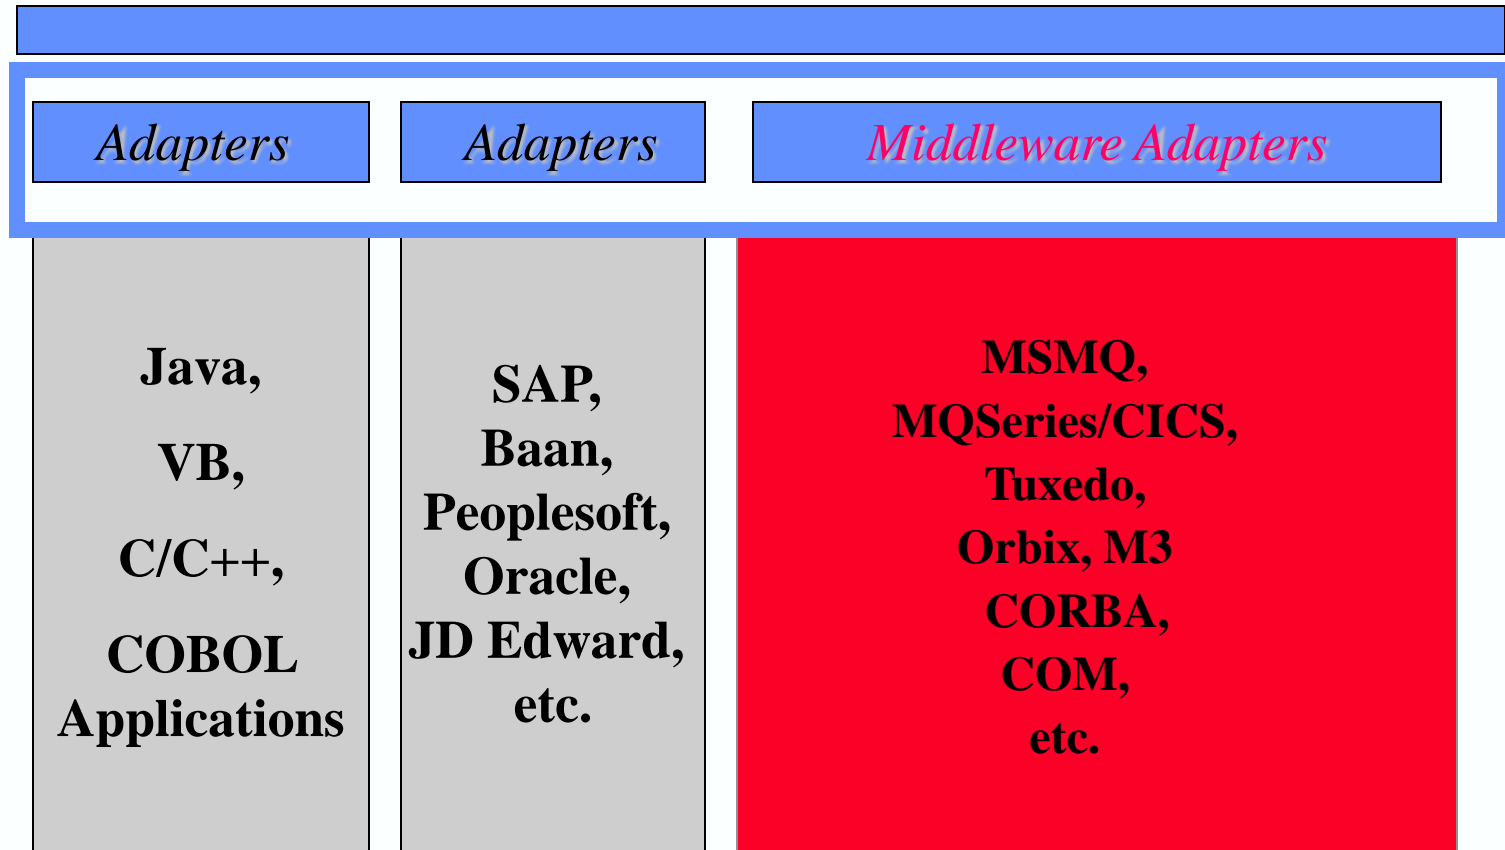 Adapters
Adapters
Middleware Adapters
Java,
VB,
C/C++,
COBOL
Applications
SAP,
Baan,
Peoplesoft,
Oracle,
JD Edward,
etc.
MSMQ,
MQSeries/CICS,
Tuxedo,
Orbix, M3
CORBA,
COM,
etc.